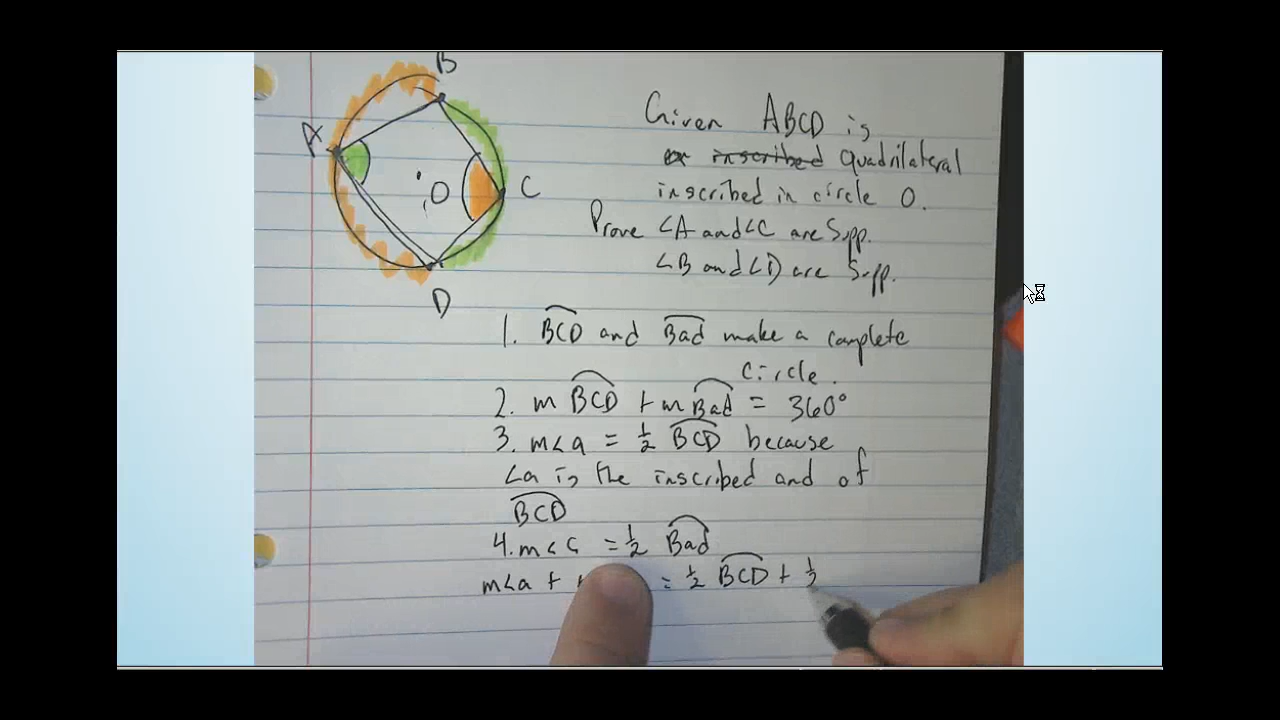 B
A
O
C
D
Given ABCD is
inscribed quadrilateral
inscribed in circle O.
Prove <A and <C are Supp.
<B and <D are Supp.
1. BCD and Bad make a complete
circle.
2. m BCD + m Bad = 360°
3. m<a = 1/2 BCD because
<a is the inscribed and of
BCD
4. m<C = 1/2 Bad
m<a + = 1/2 BCD + 1/2